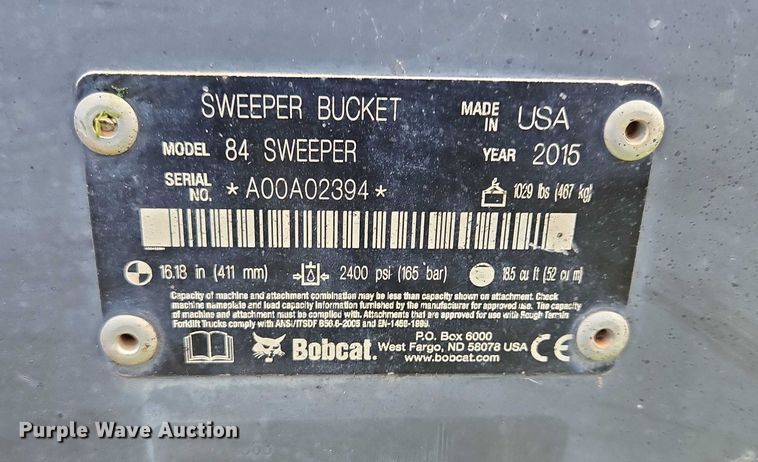 SWEEPER BUCKET
MADE IN USA
MODEL 84 SWEEPER
YEAR 2015
SERIAL NO. *A00A02394*
1029 lbs (467 kg)
16.18 in (411 mm)
2400 psi (165 bar)
18.5 cu ft (.52 cu m)
Capacity of machine and attachment combination may be less than capacity shown on attachment. Check
machine nameplate and load capacity information furnished by the manufacturer for approved use. The capacity
of machine and attachment must be complied with. Attachments that are approved for use with Rough Terrain
Forklift Trucks comply with ANSI/ITSDF B56.6-2005 and EN-1459-1999.
Bobcat.
P.O. Box 6000
West Fargo, ND 58078 USA
www.bobcat.com
CE
Purple Wave Auction